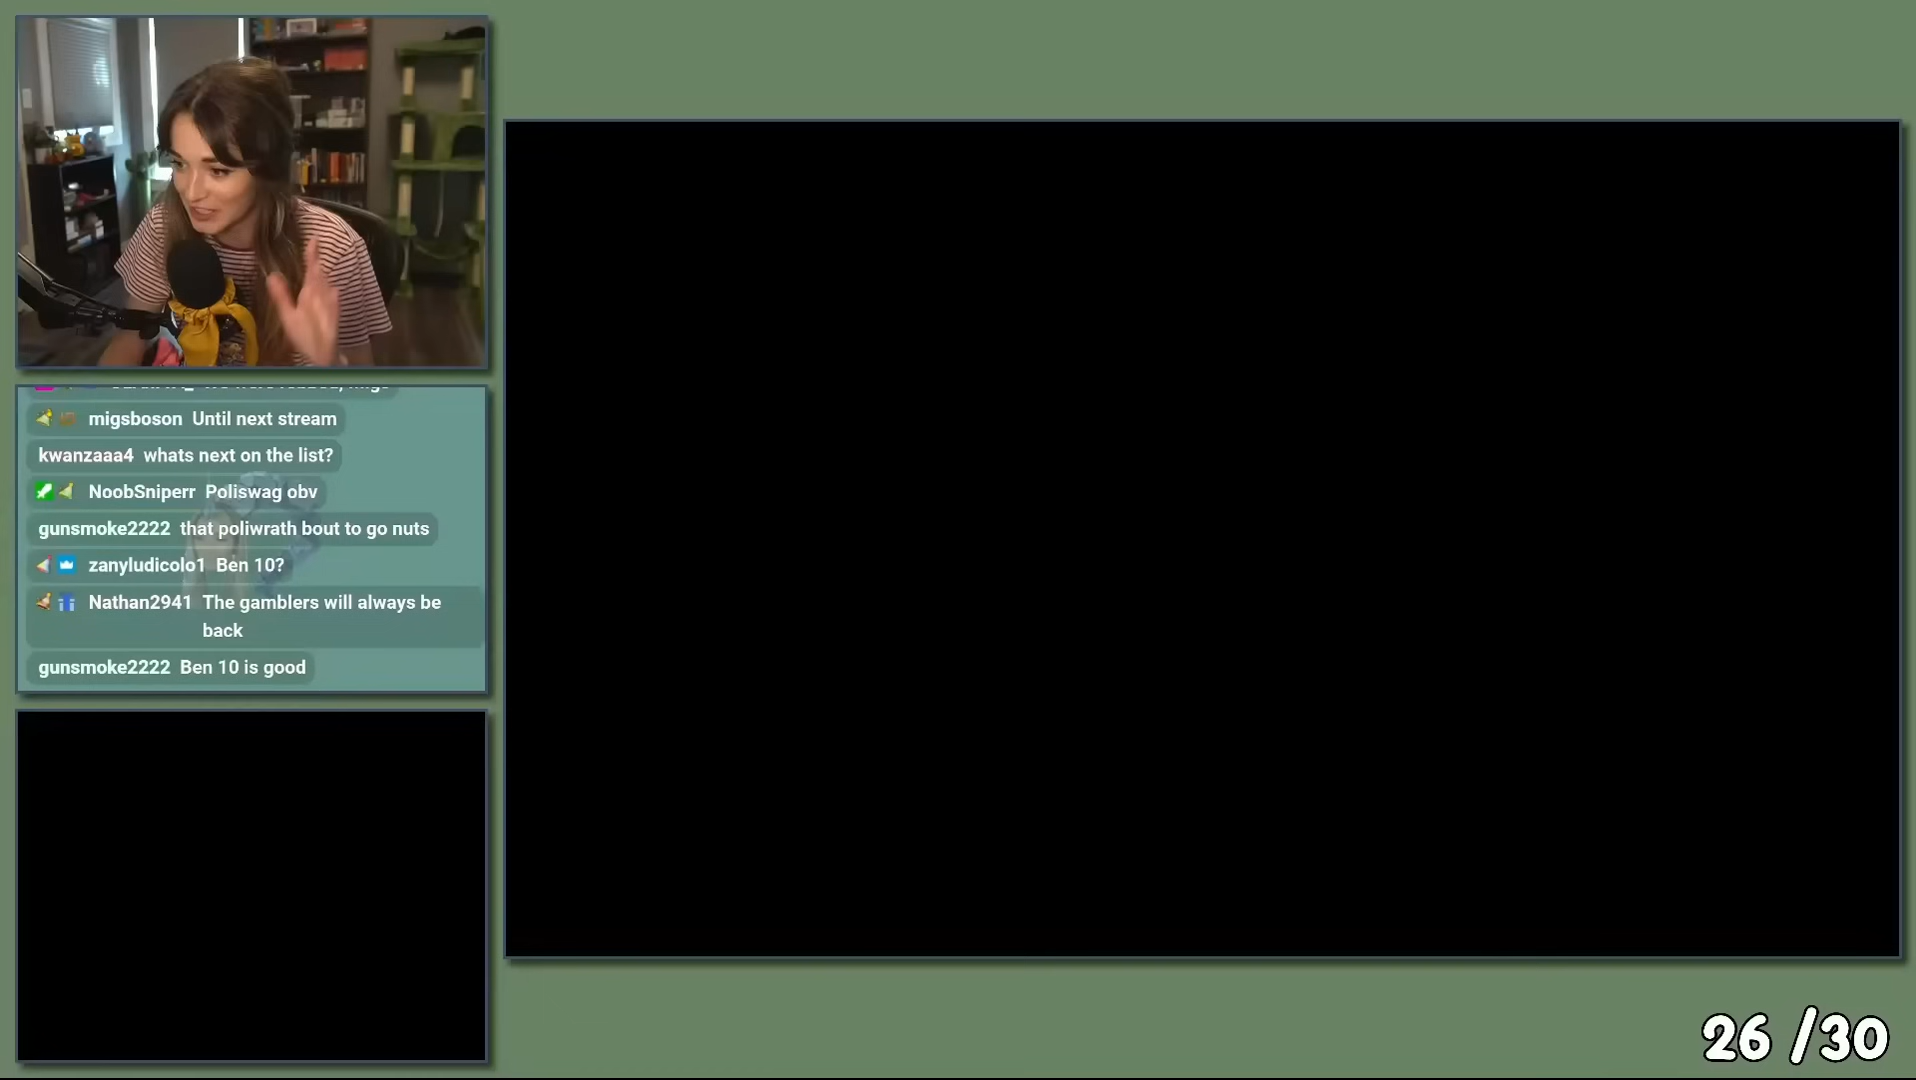 migsboson Until next stream
kwanzaaa4 whats next on the list?
NoobSniperr Poliswag obv
gunsmoke2222 that poliwrath bout to go nuts
zanyludicolo1 Ben 10?
Nathan2941 The gamblers will always be
back
gunsmoke2222 Ben 10 is good
26 /30